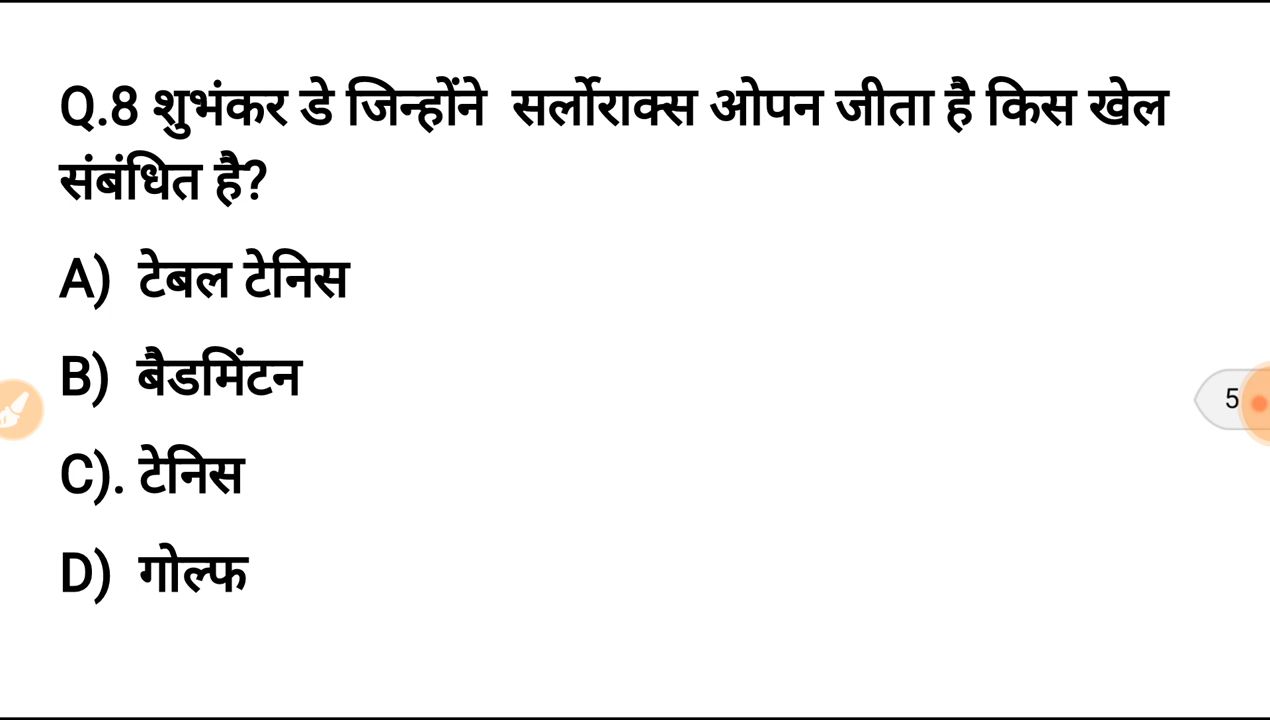 Q.8 शुभंकर डे जिन्होंने सर्लोराक्स ओपन जीता है किस खेल
संबंधित है?
A) टेबल टेनिस
B) बैडमिंटन
5
C). टेनिस
D) गोल्फ